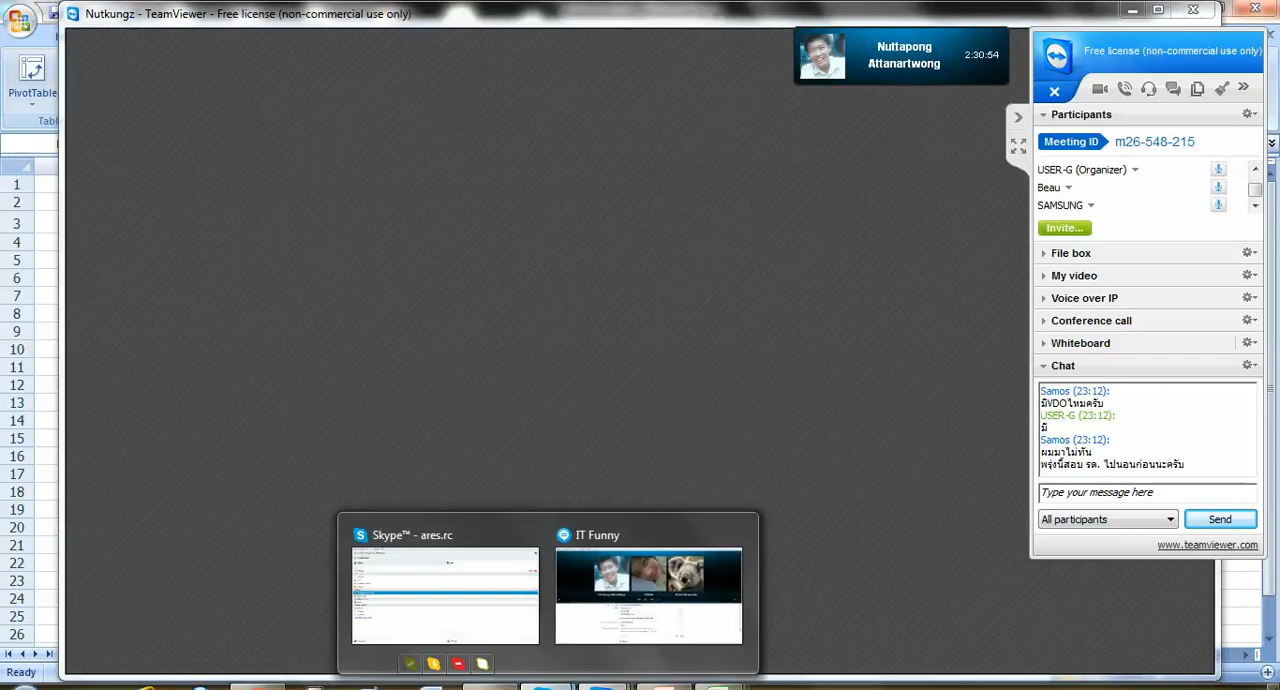 Nutkungz - TeamViewer - Free license (non-commercial use only)
PivotTable
Nuttapong
Attanartwong
2:30:54
Free license (non-commercial use only)
Participants
Meeting ID
m26-548-215
USER-G (Organizer)
Beau
SAMSUNG
Invite...
File box
My video
Voice over IP
Conference call
Whiteboard
Chat
Samos (23:12):
มีVDOไหมครับ
USER-G (23:12):
มี
Samos (23:12):
ผมมาไม่ทัน
พรุ่งนี้สอบ รด. ไปนอนก่อนนะครับ
Type your message here
All participants
Send
www.teamviewer.com
1
2
3
4
5
6
7
8
9
10
11
12
13
14
15
16
17
18
19
20
21
22
23
24
25
26
Skype™ - ares.rc
IT Funny
Ready